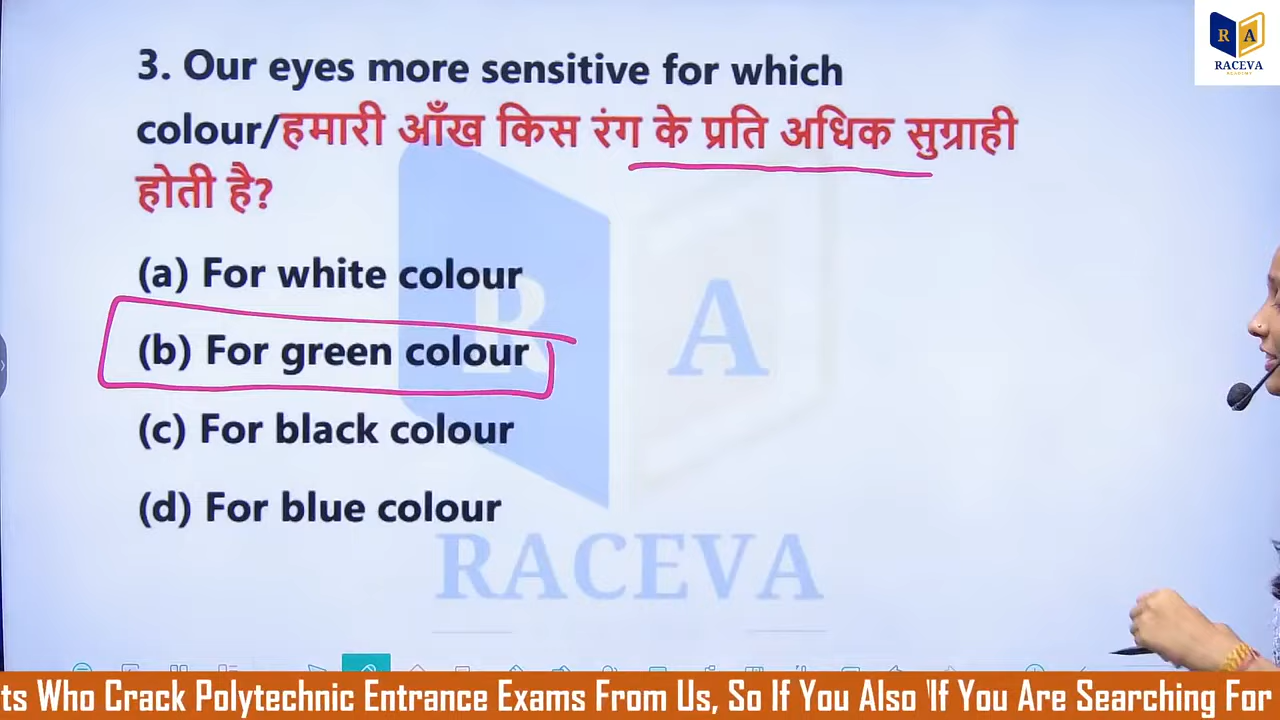 R A
RACEVA
ACADEMY
3. Our eyes more sensitive for which
colour/हमारी आँख किस रंग के प्रति अधिक सुग्राही
होती है?
(a) For white colour
(b) For green colour
(c) For black colour
(d) For blue colour
R A
RACEVA
ts Who Crack Polytechnic Entrance Exams From Us, So If You Also 'If You Are Searching For